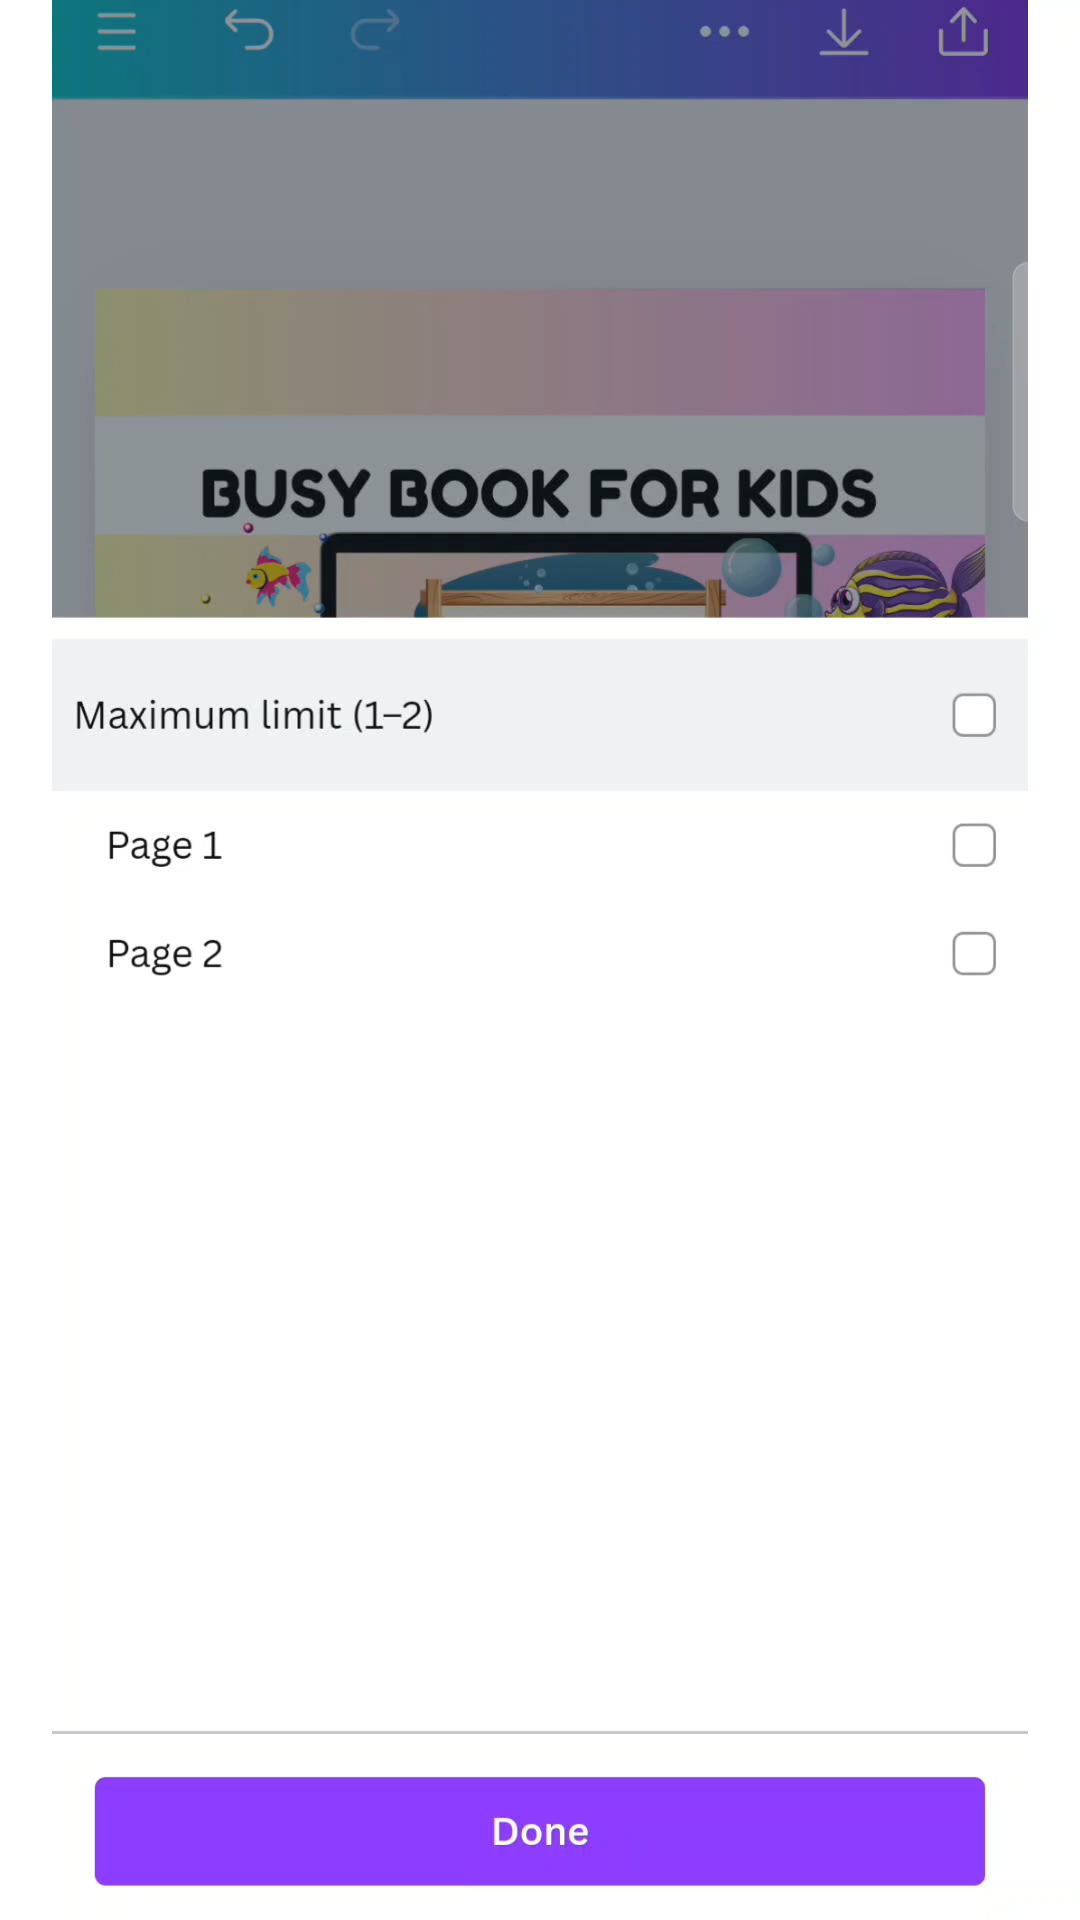 BUSY BOOK FOR KIDS
Maximum limit (1–2)
Page 1
Page 2
Done